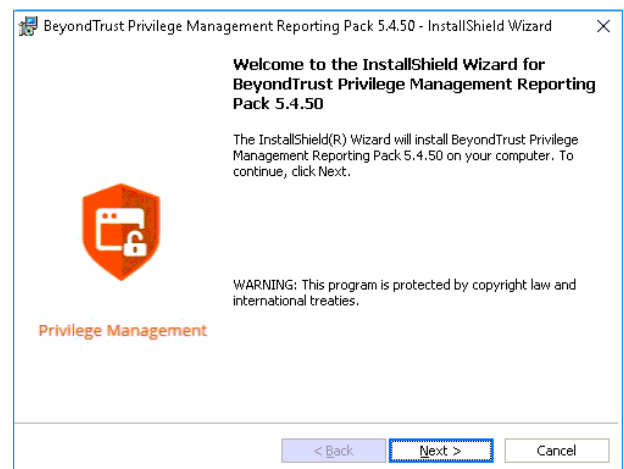 BeyondTrust Privilege Management Reporting Pack 5.4.50 - InstallShield Wizard
Welcome to the InstallShield Wizard for
BeyondTrust Privilege Management Reporting
Pack 5.4.50
The InstallShield(R) Wizard will install BeyondTrust Privilege
Management Reporting Pack 5.4.50 on your computer. To
continue, click Next.
WARNING: This program is protected by copyright law and
international treaties.
Privilege Management
< Back
Next >
Cancel